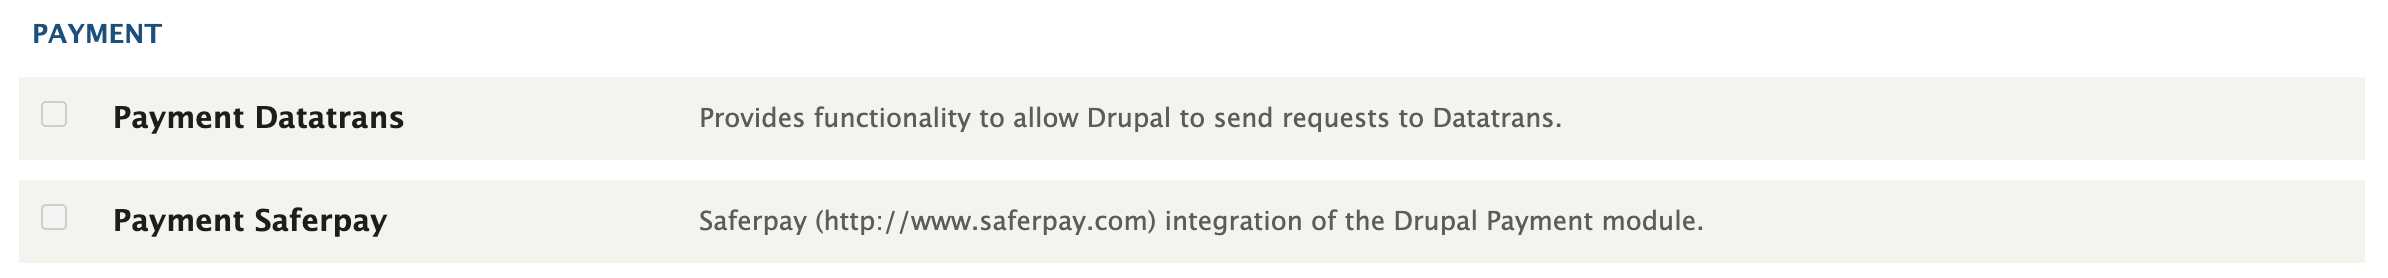 PAYMENT
Payment Datatrans Provides functionality to allow Drupal to send requests to Datatrans.
Payment Saferpay Saferpay (http://www.saferpay.com) integration of the Drupal Payment module.